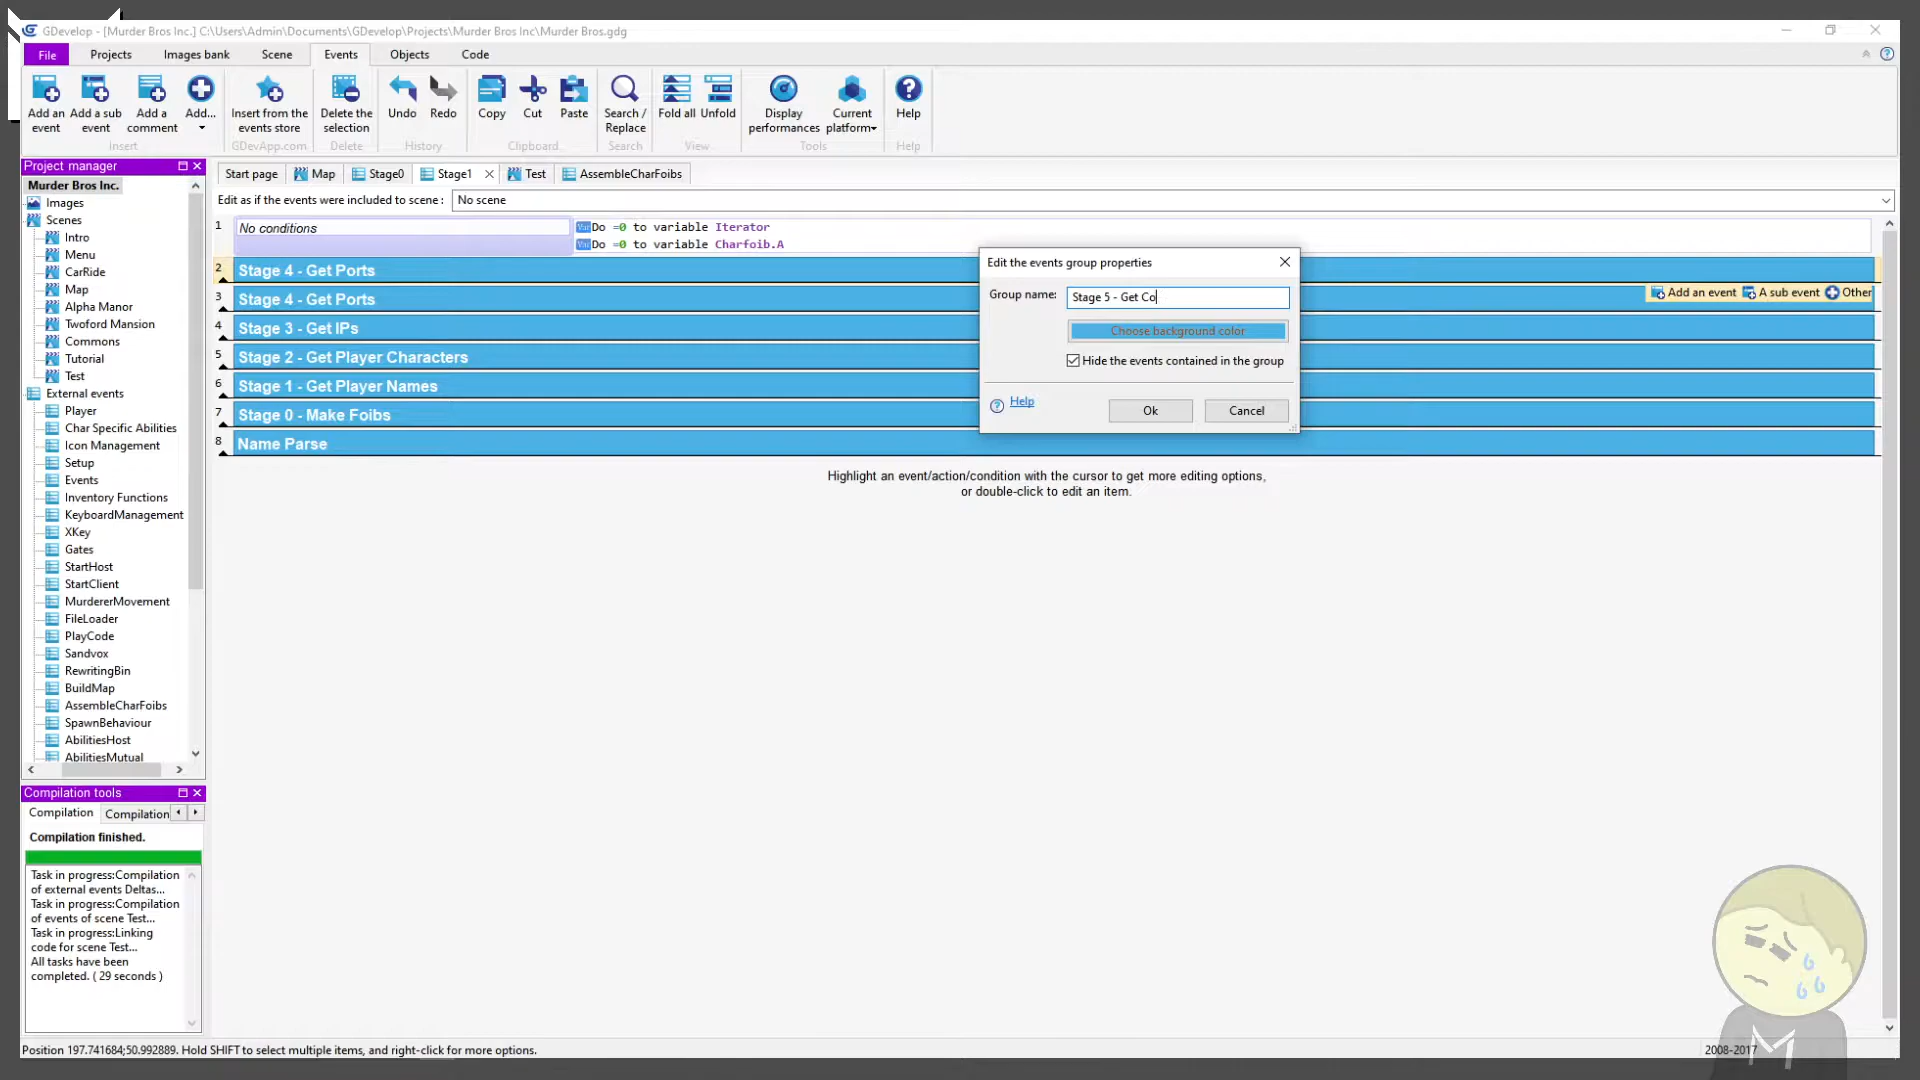 GDevelop - [Murder Bros Inc.] C:\Users\Admin\Documents\GDevelop\Projects\Murder Bros Inc\Murder Bros.gdg
File Projects Images bank Scene Events Objects Code
Add an event
Add a sub event
Add a comment
Add...
Insert from the events store
Delete the selection
Undo
Redo
Copy
Cut
Paste
Search / Replace
Fold all
Unfold
Display performances
Current platform
Help
Insert GDevApp.com Delete History Clipboard Search View Tools Help
Project manager
Murder Bros Inc.
Images
Scenes
Intro
Menu
CarRide
Map
Alpha Manor
Twoford Mansion
Commons
Tutorial
Test
External events
Player
Char Specific Abilities
Icon Management
Setup
Events
Inventory Functions
KeyboardManagement
XKey
Gates
StartHost
StartClient
MurdererMovement
FileLoader
PlayCode
Sandvox
RewritingBin
BuildMap
AssembleCharFoibs
SpawnBehaviour
AbilitiesHost
AbilitiesMutual
Compilation tools
Compilation Compilation
Compilation finished.
Task in progress:Compilation
of external events Deltas...
Task in progress:Compilation
of events of scene Test...
Task in progress:Linking
code for scene Test...
All tasks have been
completed. ( 29 seconds )
Start page Map Stage0 Stage1 Test AssembleCharFoibs
Edit as if the events were included to scene : No scene
1 No conditions
Var Do =0 to variable Iterator
Var Do =0 to variable Charfoib.A
2 Stage 4 - Get Ports
3 Stage 4 - Get Ports
Add an event A sub event Other
4 Stage 3 - Get IPs
5 Stage 2 - Get Player Characters
6 Stage 1 - Get Player Names
7 Stage 0 - Make Foibs
8 Name Parse
Highlight an event/action/condition with the cursor to get more editing options,
or double-click to edit an item.
Edit the events group properties
Group name: Stage 5 - Get Co
Choose background color
Hide the events contained in the group
Help Ok Cancel
Position 197.741684;50.992889. Hold SHIFT to select multiple items, and right-click for more options.
2008-2017